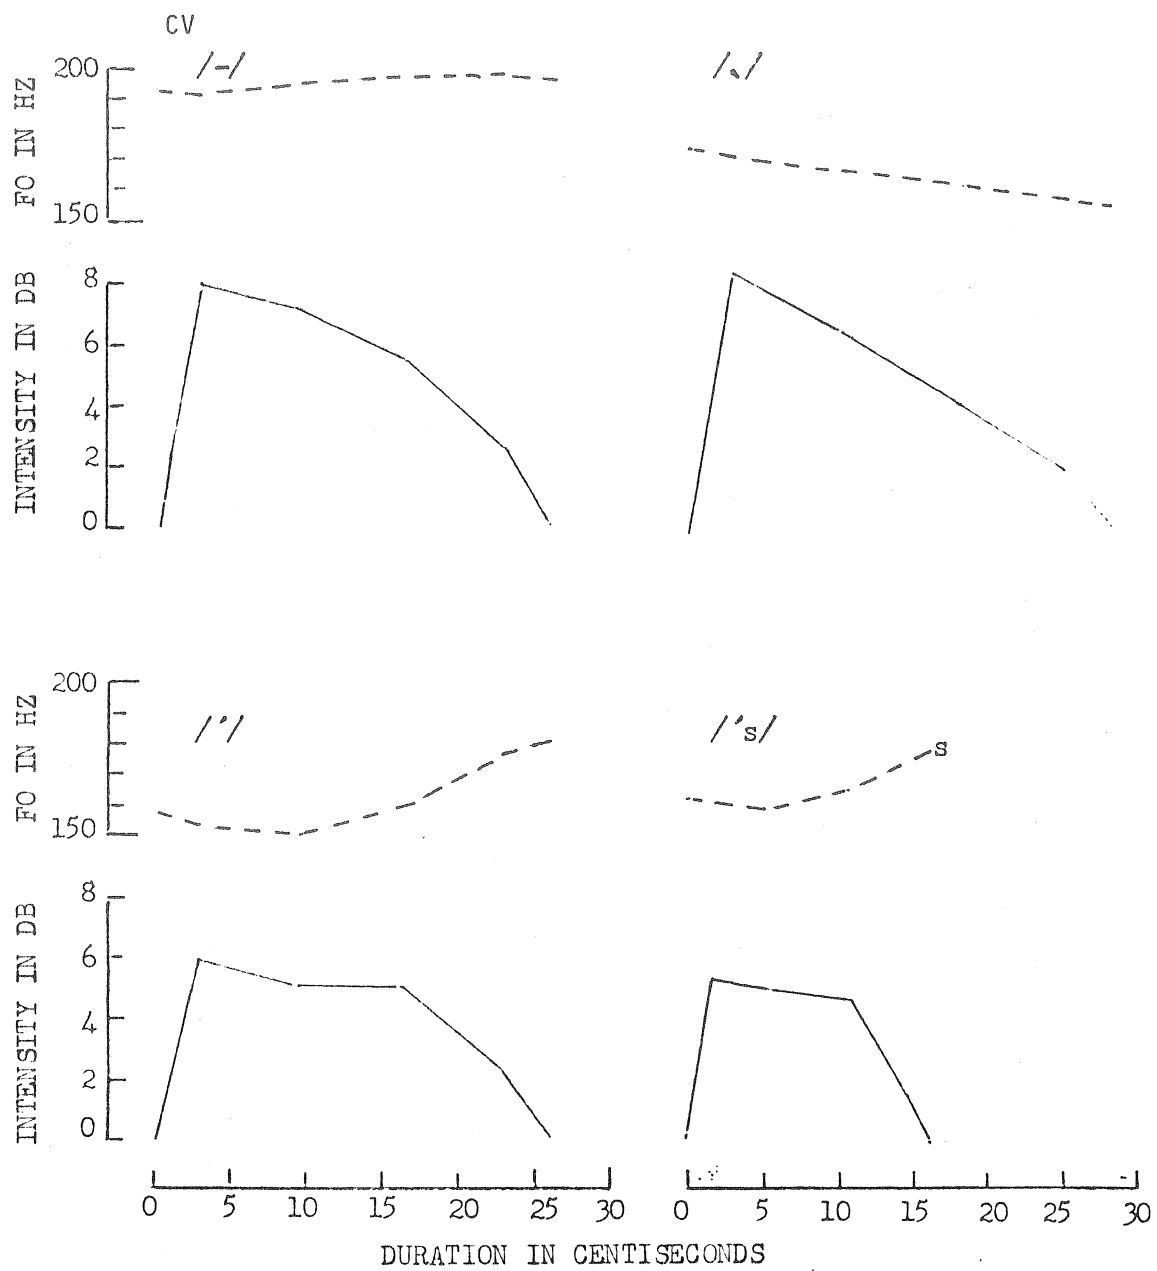 CV
/-/
/ˎ/
FO IN HZ
200
150
INTENSITY IN DB
8
6
4
2
0
/'/
/'s/
s
FO IN HZ
200
150
INTENSITY IN DB
8
6
4
2
0
0 5 10 15 20 25 30
0 5 10 15 20 25 30
DURATION IN CENTISECONDS